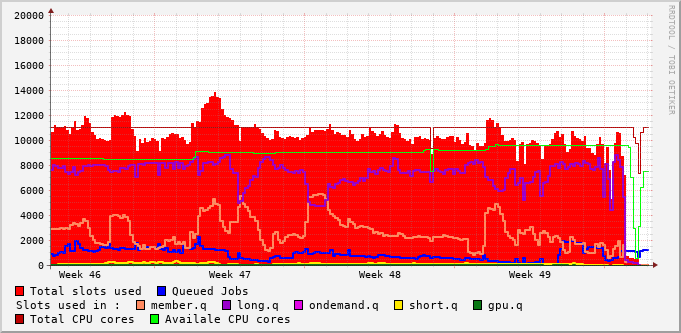 20000
18000
16000
14000
12000
10000
8000
6000
4000
2000
0
Week 46 Week 47 Week 48 Week 49
Total slots used Queued Jobs
Slots used in : member.q long.q ondemand.q short.q gpu.q
Total CPU cores Availale CPU cores
RRDTOOL / TOBI OETIKER